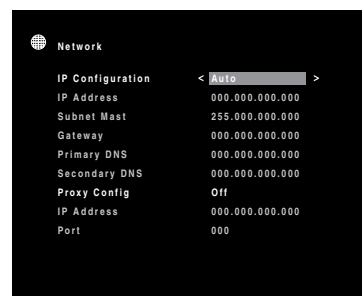 Network
IP Configuration < Auto >
IP Address 000.000.000.000
Subnet Mast 255.000.000.000
Gateway 000.000.000.000
Primary DNS 000.000.000.000
Secondary DNS 000.000.000.000
Proxy Config Off
IP Address 000.000.000.000
Port 000